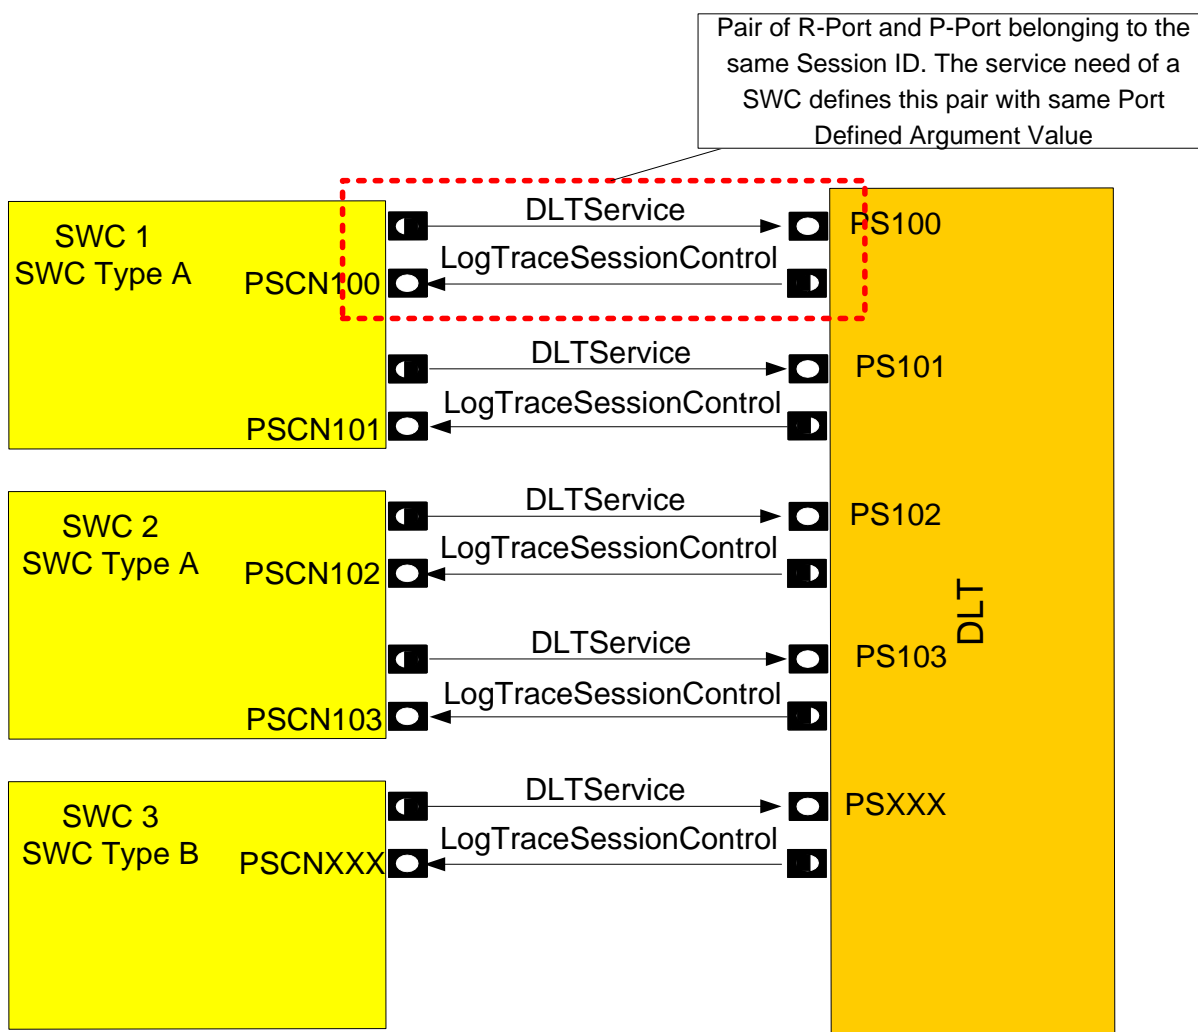 Pair of R-Port and P-Port belonging to the
same Session ID. The service need of a
SWC defines this pair with same Port
Defined Argument Value
SWC 1
SWC Type A
DLTService
PS100
LogTraceSessionControl
PSCN100
DLTService
PS101
LogTraceSessionControl
PSCN101
SWC 2
SWC Type A
DLTService
PS102
LogTraceSessionControl
PSCN102
DLT
DLTService
PS103
LogTraceSessionControl
PSCN103
SWC 3
SWC Type B
DLTService
PSXXX
LogTraceSessionControl
PSCNXXX